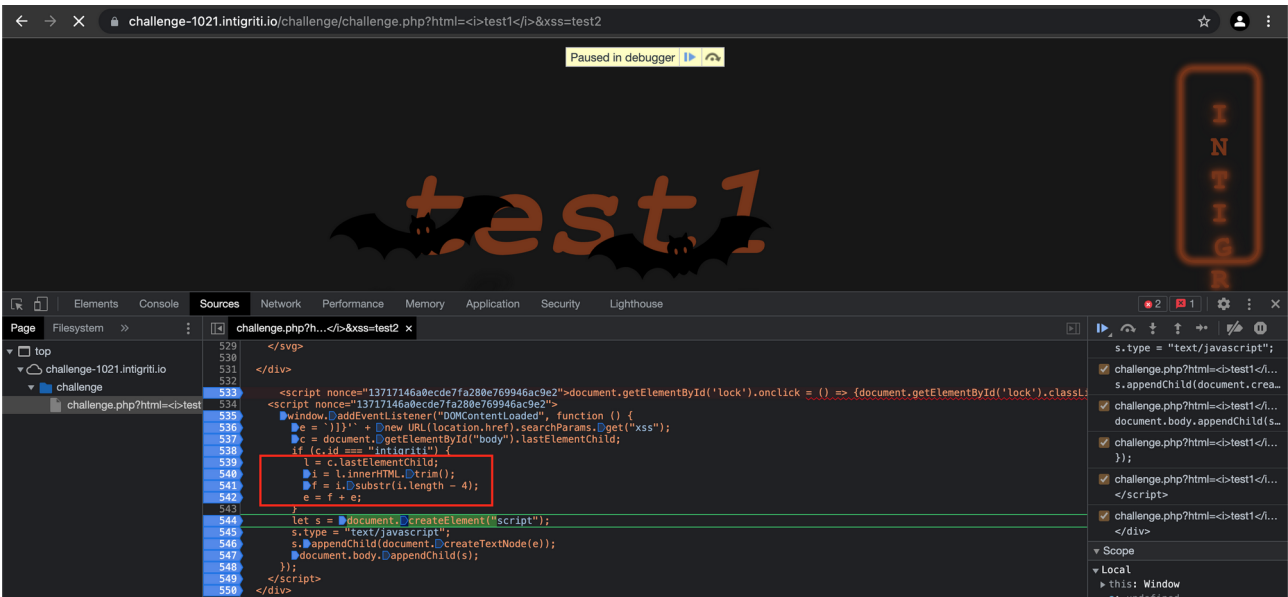 challenge-1021.intigriti.io/challenge/challenge.php?html=<i>test1</i>&xss=test2
Paused in debugger
test1
I
N
T
I
G
R
Elements Console Sources Network Performance Memory Application Security Lighthouse 2 1
Page Filesystem » challenge.php?h…</i>&xss=test2 ×
top
challenge-1021.intigriti.io
challenge
challenge.php?html=<i>test
529 </svg>
530
531 </div>
532
533 <script nonce="13717146a0ecde7fa280e769946ac9e2">document.getElementById('lock').onclick = () => {document.getElementById('lock').classLi
534 <script nonce="13717146a0ecde7fa280e769946ac9e2">
535 window.addEventListener("DOMContentLoaded", function () {
536 e = `)]}'` + new URL(location.href).searchParams.get("xss");
537 c = document.getElementById("body").lastElementChild;
538 if (c.id === "intigriti") {
539 l = c.lastElementChild;
540 i = l.innerHTML.trim();
541 f = i.substr(i.length - 4);
542 e = f + e;
543 }
544 let s = document.createElement("script");
545 s.type = "text/javascript";
546 s.appendChild(document.createTextNode(e));
547 document.body.appendChild(s);
548 });
549 </script>
550 </div>
s.type = "text/javascript";
challenge.php?html=<i>test1</i…
s.appendChild(document.crea…
challenge.php?html=<i>test1</i…
document.body.appendChild(s…
challenge.php?html=<i>test1</i…
});
challenge.php?html=<i>test1</i…
</script>
challenge.php?html=<i>test1</i…
</div>
Scope
Local
this: Window